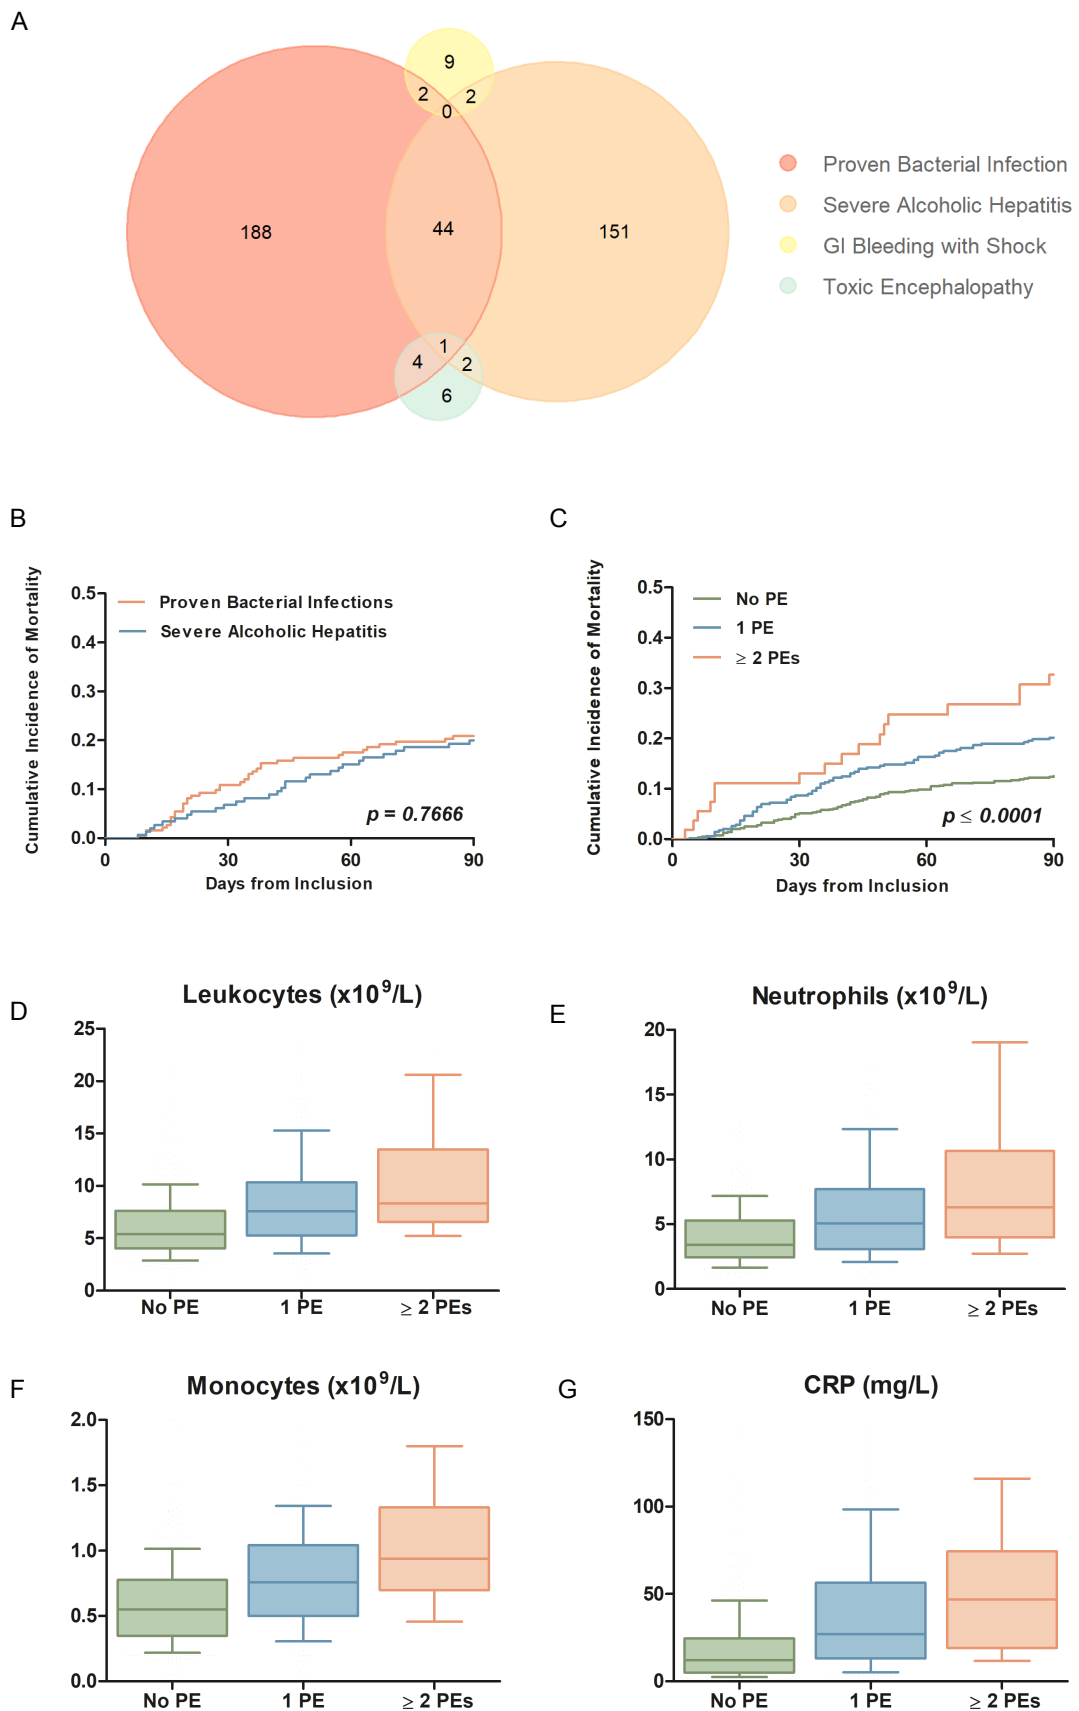 A
9
2
2
0
188
44
151
1
4
2
6
Proven Bacterial Infection
Severe Alcoholic Hepatitis
GI Bleeding with Shock
Toxic Encephalopathy
B
Cumulative Incidence of Mortality
0.5
0.4
0.3
0.2
0.1
0.0
Proven Bacterial Infections
Severe Alcoholic Hepatitis
p = 0.7666
0
30
60
90
Days from Inclusion
C
Cumulative Incidence of Mortality
0.5
0.4
0.3
0.2
0.1
0.0
No PE
1 PE
≥ 2 PEs
p ≤ 0.0001
0
30
60
90
Days from Inclusion
D
Leukocytes (x10⁹/L)
25
20
15
10
5
0
No PE
1 PE
≥ 2 PEs
E
Neutrophils (x10⁹/L)
20
15
10
5
0
No PE
1 PE
≥ 2 PEs
F
Monocytes (x10⁹/L)
2.0
1.5
1.0
0.5
0.0
No PE
1 PE
≥ 2 PEs
G
CRP (mg/L)
150
100
50
0
No PE
1 PE
≥ 2 PEs